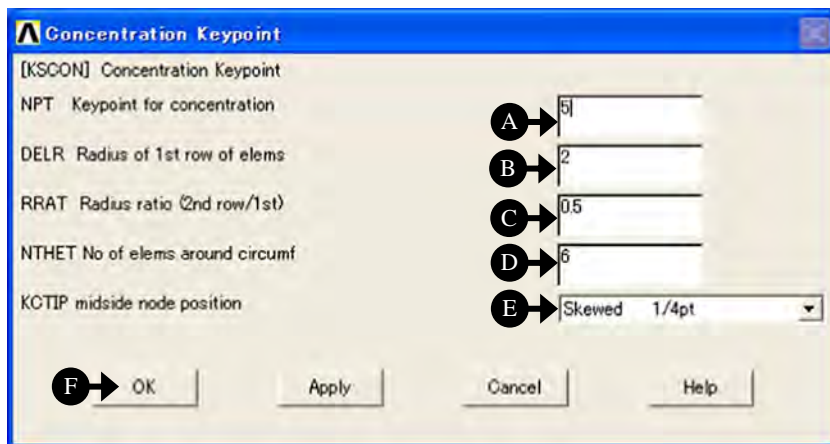 Concentration Keypoint
[KSCON] Concentration Keypoint
NPT Keypoint for concentration
A
5
DELR Radius of 1st row of elems
B
2
RRAT Radius ratio (2nd row/1st)
C
0.5
NTHET No of elems around circumf
D
6
KCTIP midside node position
E
Skewed 1/4pt
F
OK Apply Cancel Help